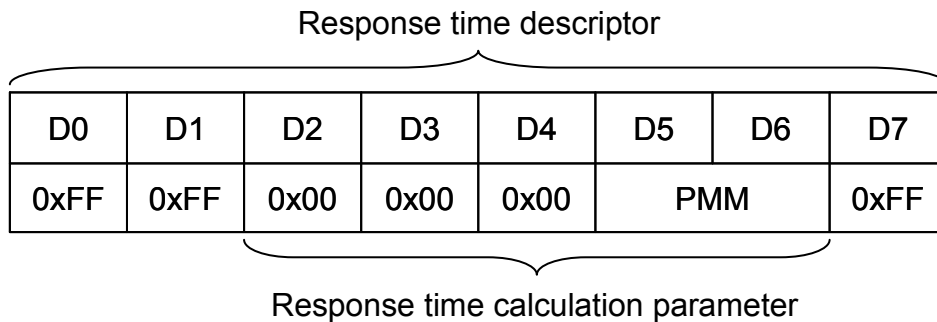 Response time descriptor
D0 D1 D2 D3 D4 D5 D6 D7
0xFF 0xFF 0x00 0x00 0x00 PMM 0xFF
Response time calculation parameter